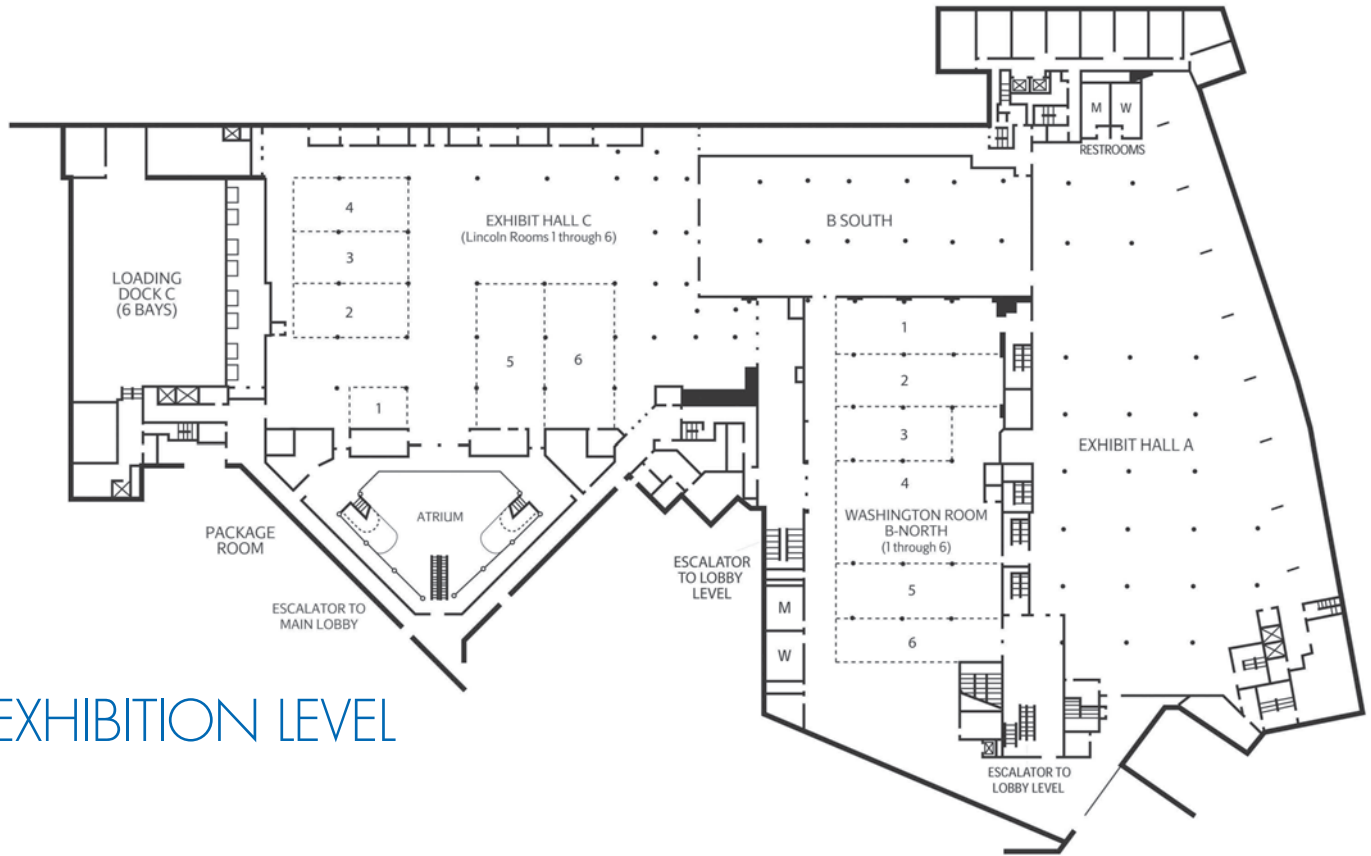 M W
RESTROOMS
4
EXHIBIT HALL C
(Lincoln Rooms 1 through 6)
B SOUTH
3
LOADING
DOCK C
(6 BAYS)
2
1
5
6
2
1
3
EXHIBIT HALL A
4
ATRIUM
WASHINGTON ROOM
B-NORTH
(1 through 6)
PACKAGE
ROOM
ESCALATOR
TO LOBBY
LEVEL
5
ESCALATOR TO
MAIN LOBBY
M
6
W
EXHIBITION LEVEL
ESCALATOR TO
LOBBY LEVEL